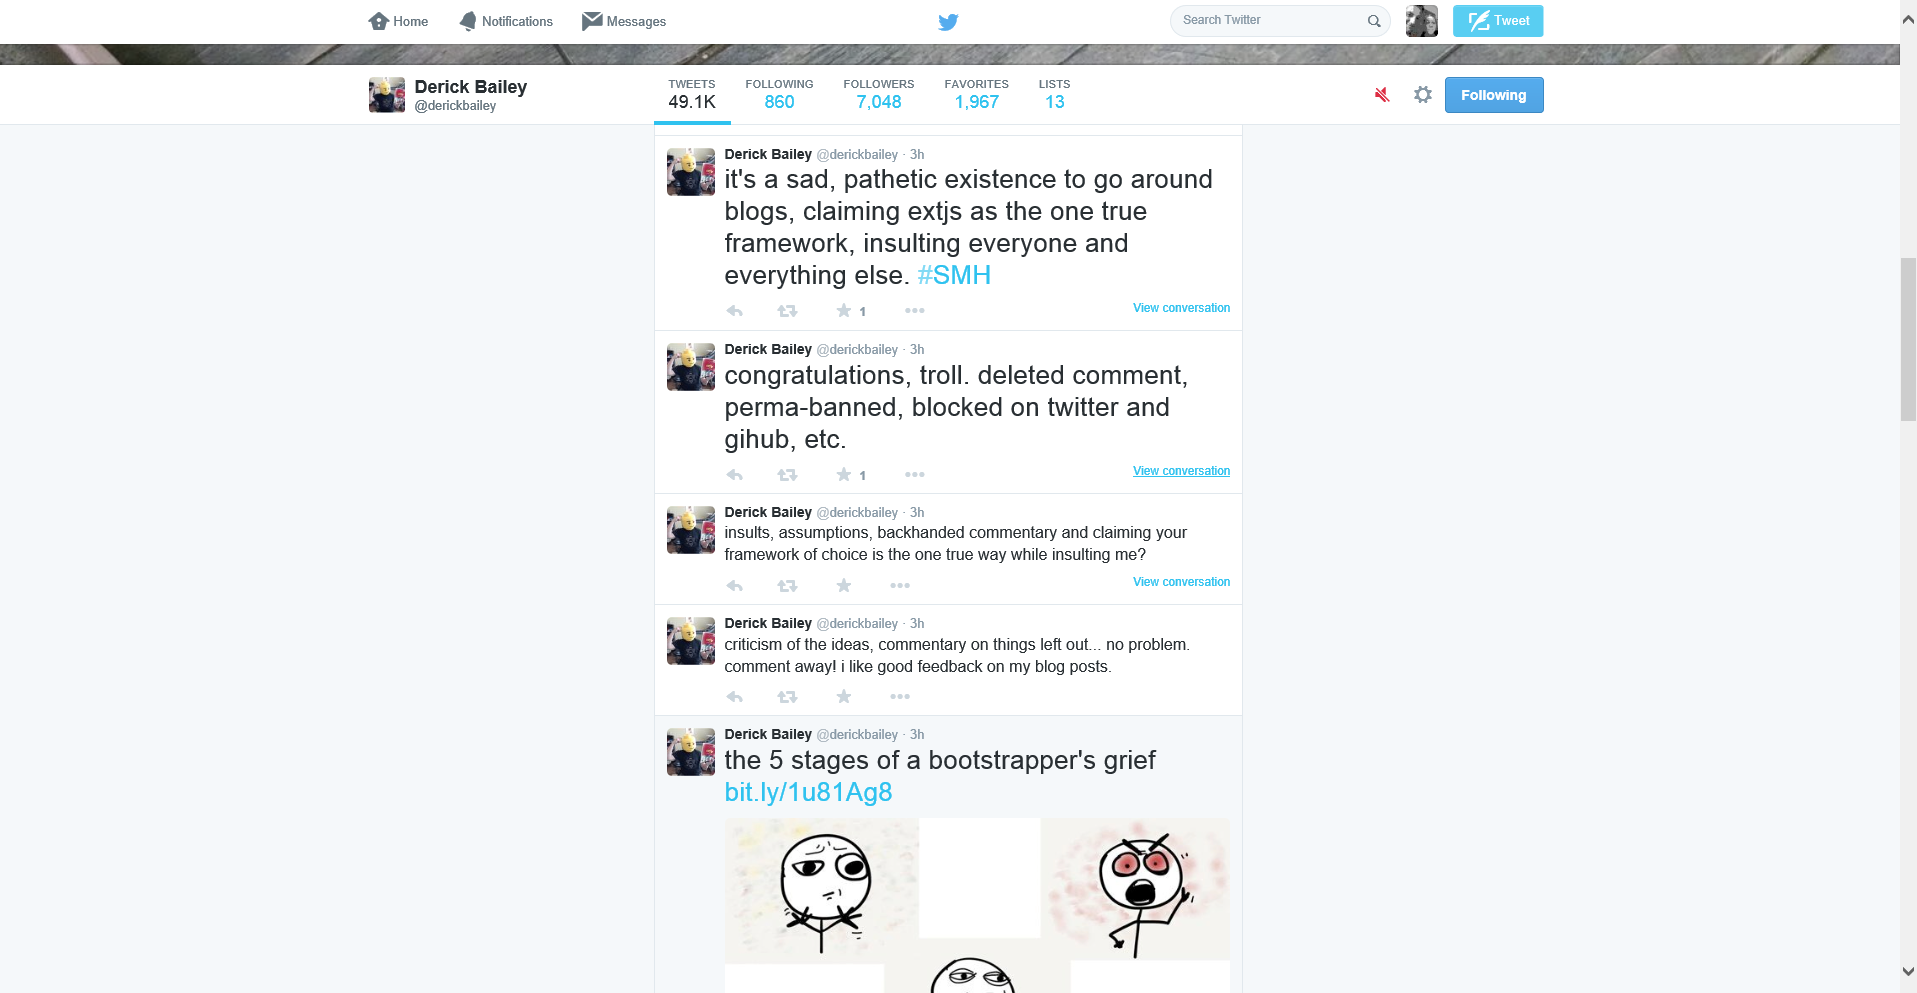 Home Notifications Messages Search Twitter Tweet
Derick Bailey
@derickbailey
TWEETS FOLLOWING FOLLOWERS FAVORITES LISTS
49.1K 860 7,048 1,967 13
Following
Derick Bailey @derickbailey · 3h
it's a sad, pathetic existence to go around
blogs, claiming extjs as the one true
framework, insulting everyone and
everything else. #SMH
1 View conversation
Derick Bailey @derickbailey · 3h
congratulations, troll. deleted comment,
perma-banned, blocked on twitter and
gihub, etc.
1 View conversation
Derick Bailey @derickbailey · 3h
insults, assumptions, backhanded commentary and claiming your
framework of choice is the one true way while insulting me?
View conversation
Derick Bailey @derickbailey · 3h
criticism of the ideas, commentary on things left out... no problem.
comment away! i like good feedback on my blog posts.
Derick Bailey @derickbailey · 3h
the 5 stages of a bootstrapper's grief
bit.ly/1u81Ag8